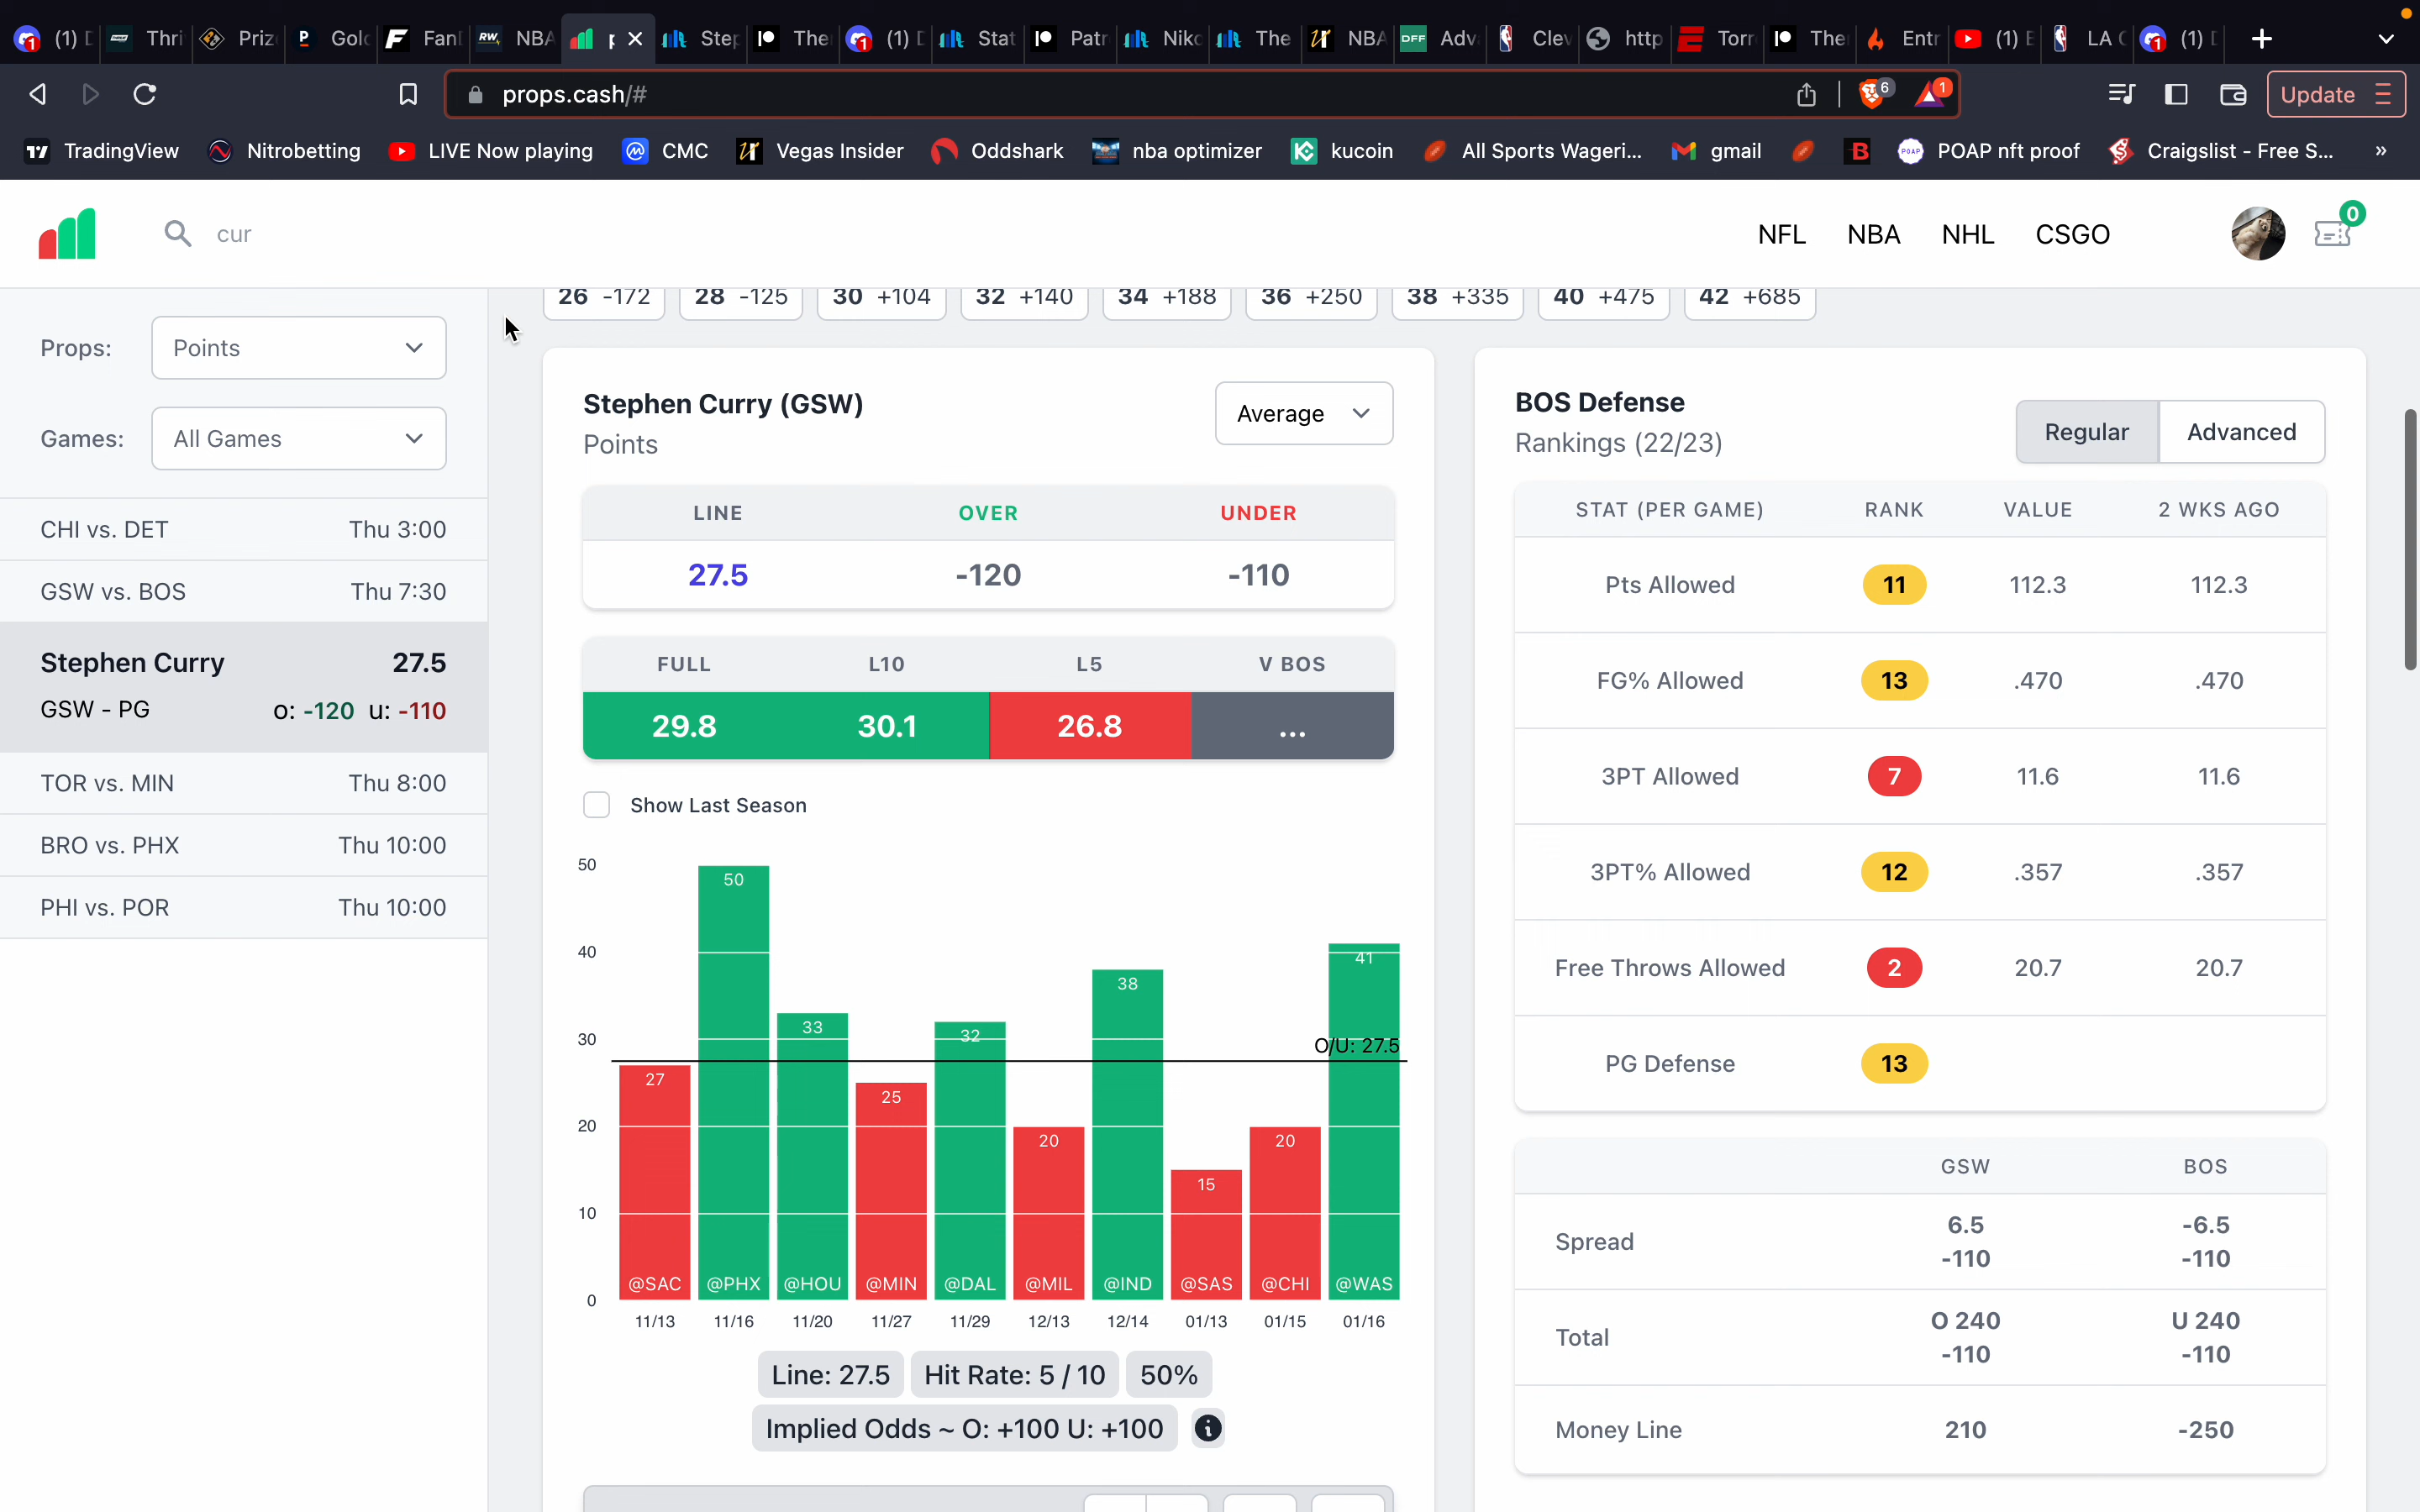 (1) D Thri Priz Gol Fanl NBA Step The (1) D Stat Patr Niko The NBA Adv Clev http Torr The Entr (1) E LA C (1) D
props.cash/#
6 1 Update
TradingView Nitrobetting LIVE Now playing CMC Vegas Insider Oddshark nba optimizer kucoin All Sports Wageri... gmail POAP nft proof Craigslist - Free S... »
cur
NFL NBA NHL CSGO 0
26 -172 28 -125 30 +104 32 +140 34 +188 36 +250 38 +335 40 +475 42 +685
Props: Points
Games: All Games
CHI vs. DET Thu 3:00
GSW vs. BOS Thu 7:30
Stephen Curry 27.5
GSW - PG o: -120 u: -110
TOR vs. MIN Thu 8:00
BRO vs. PHX Thu 10:00
PHI vs. POR Thu 10:00
Stephen Curry (GSW)
Points
Average
LINE OVER UNDER
27.5 -120 -110
FULL L10 L5 V BOS
29.8 30.1 26.8 ...
Show Last Season
50
40
30
20
10
0
27 50 33 25 32 20 38 15 20 41
O/U: 27.5
@SAC @PHX @HOU @MIN @DAL @MIL @IND @SAS @CHI @WAS
11/13 11/16 11/20 11/27 11/29 12/13 12/14 01/13 01/15 01/16
Line: 27.5 Hit Rate: 5 / 10 50%
Implied Odds ~ O: +100 U: +100
BOS Defense
Rankings (22/23)
Regular Advanced
STAT (PER GAME) RANK VALUE 2 WKS AGO
Pts Allowed 11 112.3 112.3
FG% Allowed 13 .470 .470
3PT Allowed 7 11.6 11.6
3PT% Allowed 12 .357 .357
Free Throws Allowed 2 20.7 20.7
PG Defense 13
GSW BOS
Spread 6.5 -6.5
-110 -110
Total O 240 U 240
-110 -110
Money Line 210 -250